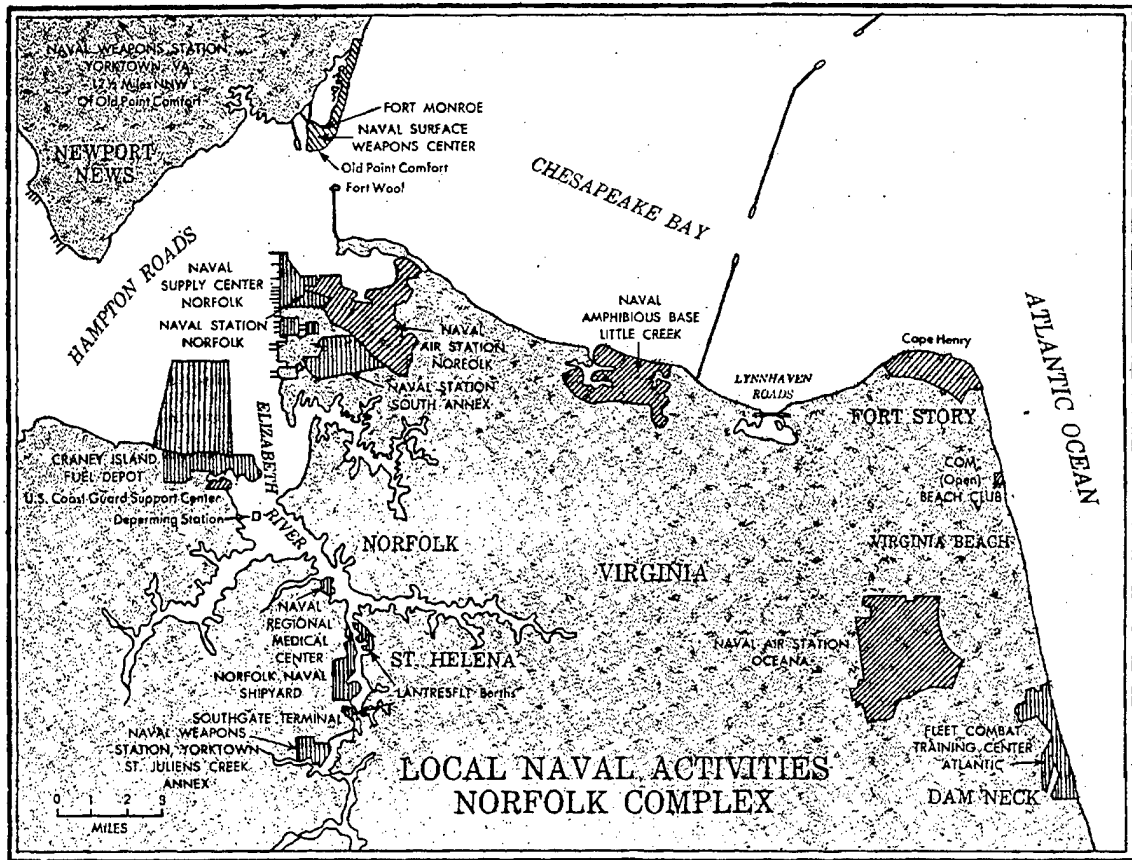 NAVAL WEAPONS STATION,
YORKTOWN VA
12½ Miles NNW
Of Old Point Comfort
NEWPORT
NEWS
FORT MONROE
NAVAL SURFACE
WEAPONS CENTER
Old Point Comfort
Fort Wool
CHESAPEAKE BAY
HAMPTON ROADS
NAVAL
SUPPLY CENTER
NORFOLK
NAVAL STATION
NORFOLK
NAVAL
AIR STATION
NORFOLK
NAVAL STATION
SOUTH ANNEX
NAVAL
AMPHIBIOUS BASE
LITTLE CREEK
LYNNHAVEN
ROADS
Cape Henry
FORT STORY
ATLANTIC OCEAN
COM
(Open)
BEACH CLUB
VIRGINIA BEACH
ELIZABETH
RIVER
CRANEY ISLAND
FUEL DEPOT
U.S. Coast Guard Support Center
Deperming Station
NORFOLK
VIRGINIA
NAVAL
REGIONAL
MEDICAL
CENTER
NORFOLK NAVAL
SHIPYARD
ST. HELENA
LANTRESFLT Berths
SOUTHGATE TERMINAL
NAVAL WEAPONS
STATION, YORKTOWN
ST. JULIENS CREEK
ANNEX
NAVAL AIR STATION
OCEANA
FLEET COMBAT
TRAINING CENTER
ATLANTIC
DAM NECK
LOCAL NAVAL ACTIVITIES
NORFOLK COMPLEX
0 1 2 3
MILES